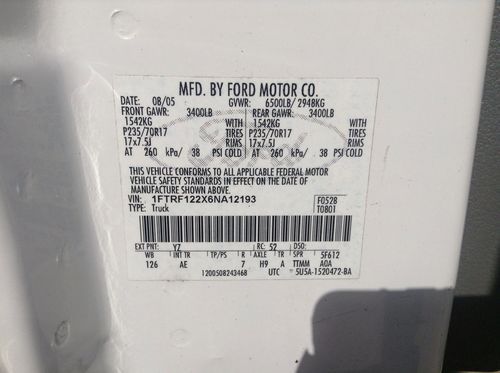 MFD. BY FORD MOTOR CO.
DATE: 08/05 GVWR: 6500LB/ 2948KG
FRONT GAWR: 3400LB REAR GAWR: 3400LB
1542KG WITH 1542KG WITH
P235/70R17 TIRES P235/70R17 TIRES
17x7.5J RIMS 17x7.5J RIMS
AT 260 kPa/ 38 PSI COLD AT 260 kPa/ 38 PSI COLD
THIS VEHICLE CONFORMS TO ALL APPLICABLE FEDERAL MOTOR
VEHICLE SAFETY STANDARDS IN EFFECT ON THE DATE OF
MANUFACTURE SHOWN ABOVE.
VIN: 1FTRF122X6NA12193 F0528
TYPE: Truck T0801
EXT PNT: YZ RC: 52 DSO:
WB INT TR TP/PS R AXLE TR SPR 5F612
126 AE 7 H9 A TTMM A0A
1200508243468 UTC 5U5A-1520472-BA